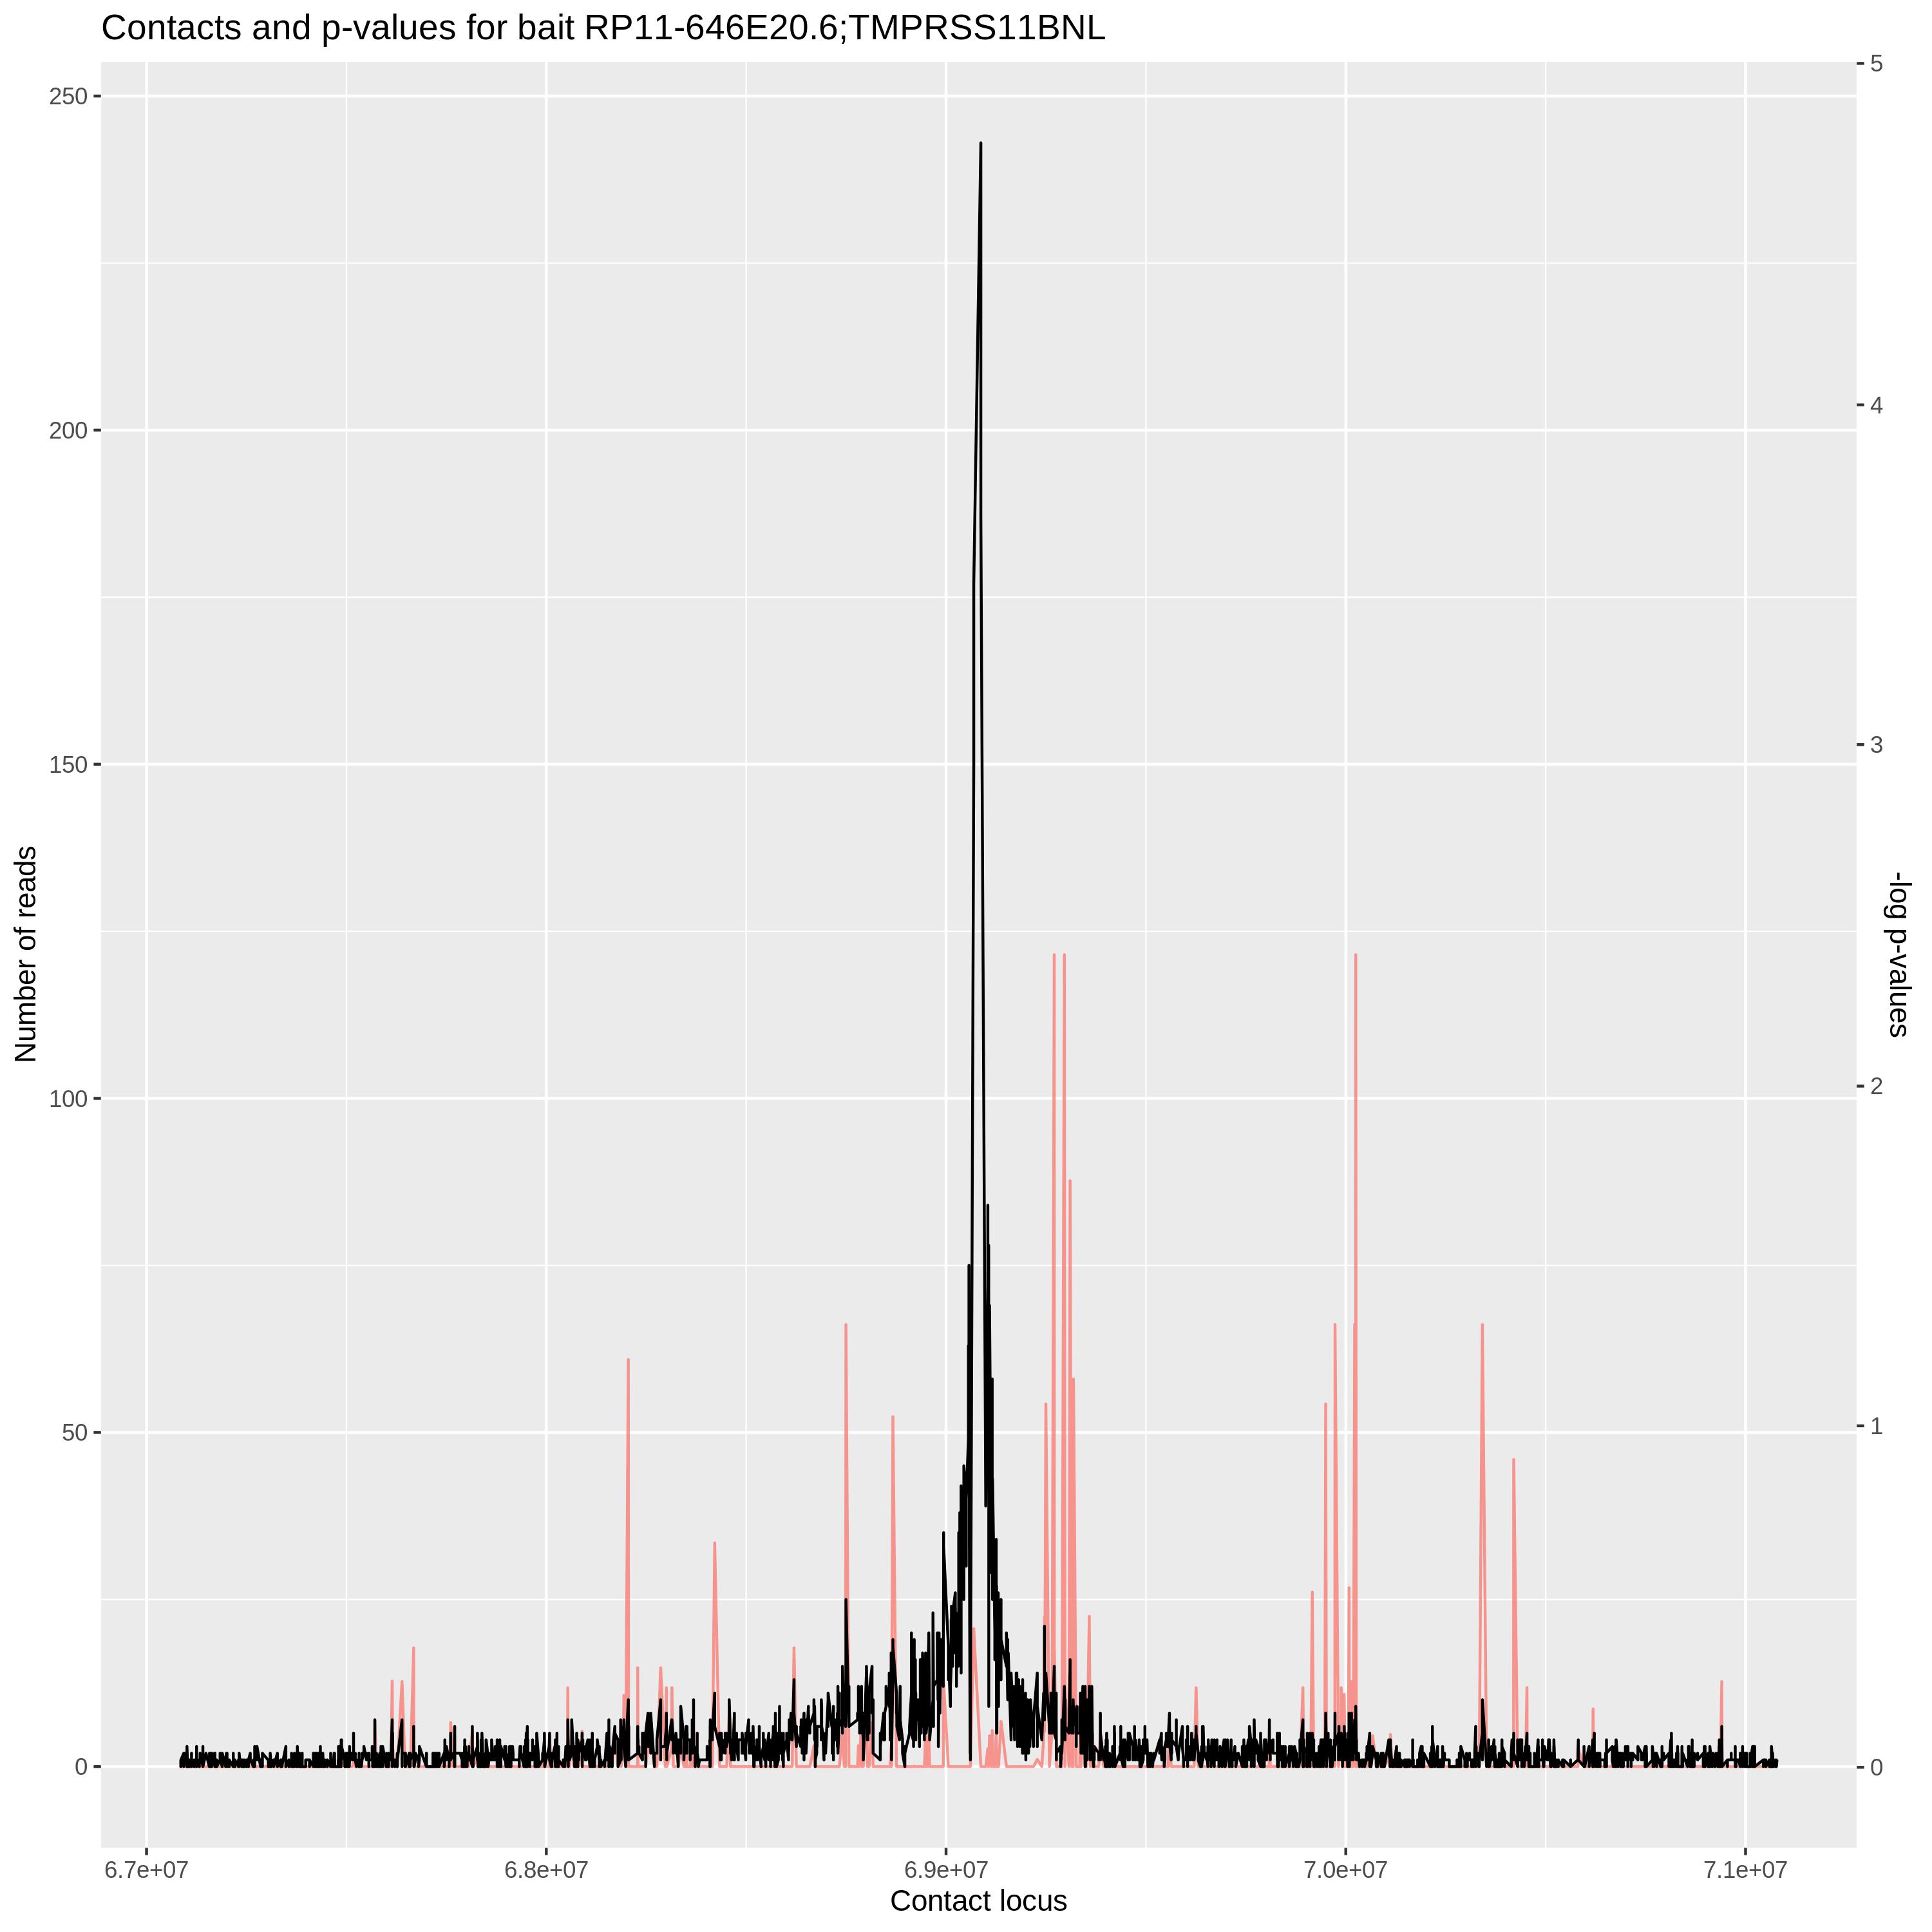 Contacts and p-values for bait RP11-646E20.6;TMPRSS11BNL
250
200
150
100
50
0
Number of reads
5
4
3
2
1
0
-log p-values
6.7e+07
6.8e+07
6.9e+07
7.0e+07
7.1e+07
Contact locus